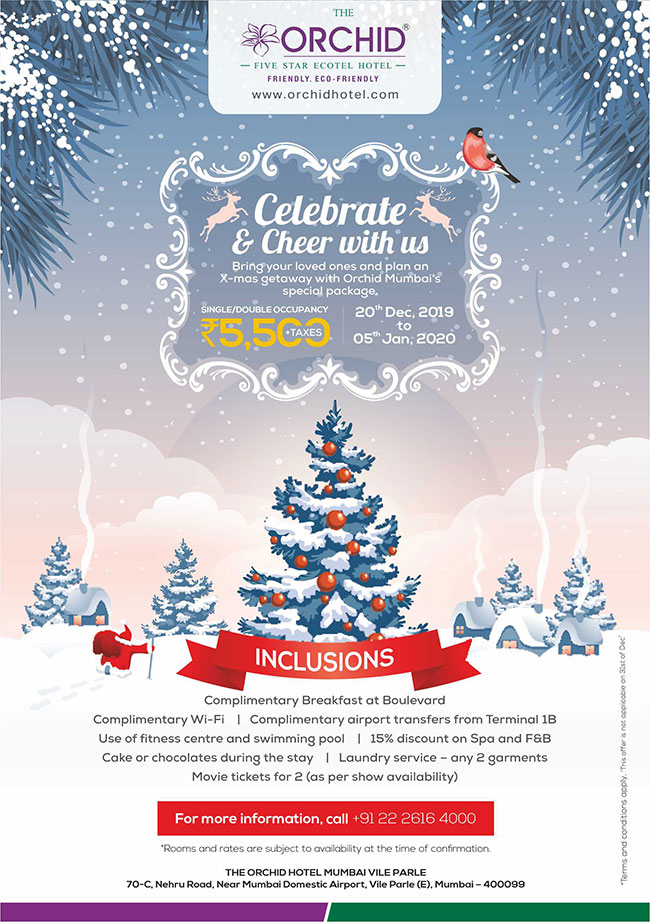 THE
ORCHID®
FIVE STAR ECOTEL HOTEL
FRIENDLY. ECO-FRIENDLY
www.orchidhotel.com
Celebrate
& Cheer with us
Bring your loved ones and plan an
X-mas getaway with Orchid Mumbai's
special package.
SINGLE/DOUBLE OCCUPANCY
₹5,500
+TAXES
20th Dec, 2019
to
05th Jan, 2020
INCLUSIONS
Complimentary Breakfast at Boulevard
Complimentary Wi-Fi | Complimentary airport transfers from Terminal 1B
Use of fitness centre and swimming pool | 15% discount on Spa and F&B
Cake or chocolates during the stay | Laundry service – any 2 garments
Movie tickets for 2 (as per show availability)
For more information, call +91 22 2616 4000
*Rooms and rates are subject to availability at the time of confirmation.
THE ORCHID HOTEL MUMBAI VILE PARLE
70-C, Nehru Road, Near Mumbai Domestic Airport, Vile Parle (E), Mumbai – 400099
*Terms and conditions apply. 'This offer is not applicable on 31st of Dec'